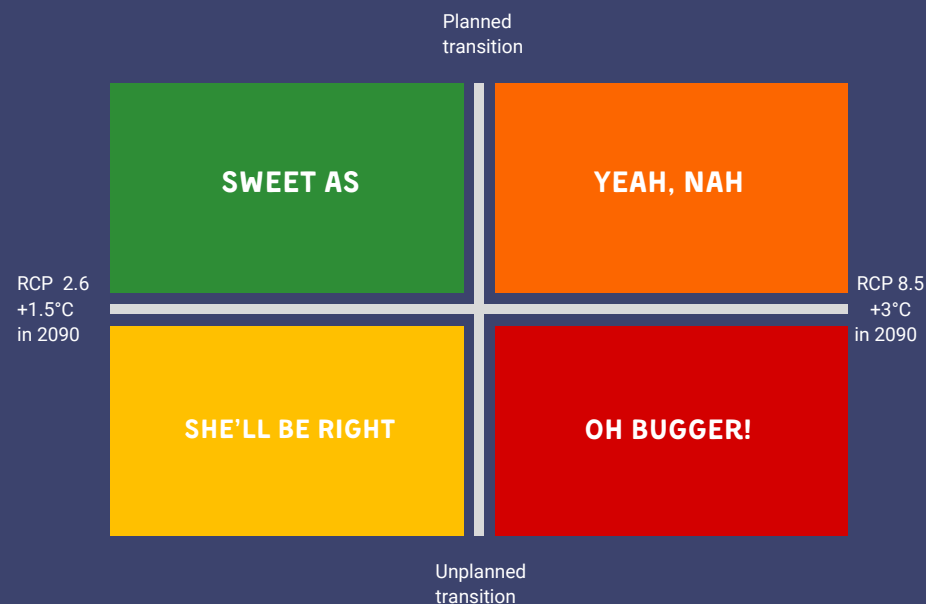 Planned
transition
SWEET AS
YEAH, NAH
RCP 2.6
+1.5°C
in 2090
RCP 8.5
+3°C
in 2090
SHE'LL BE RIGHT
OH BUGGER!
Unplanned
transition